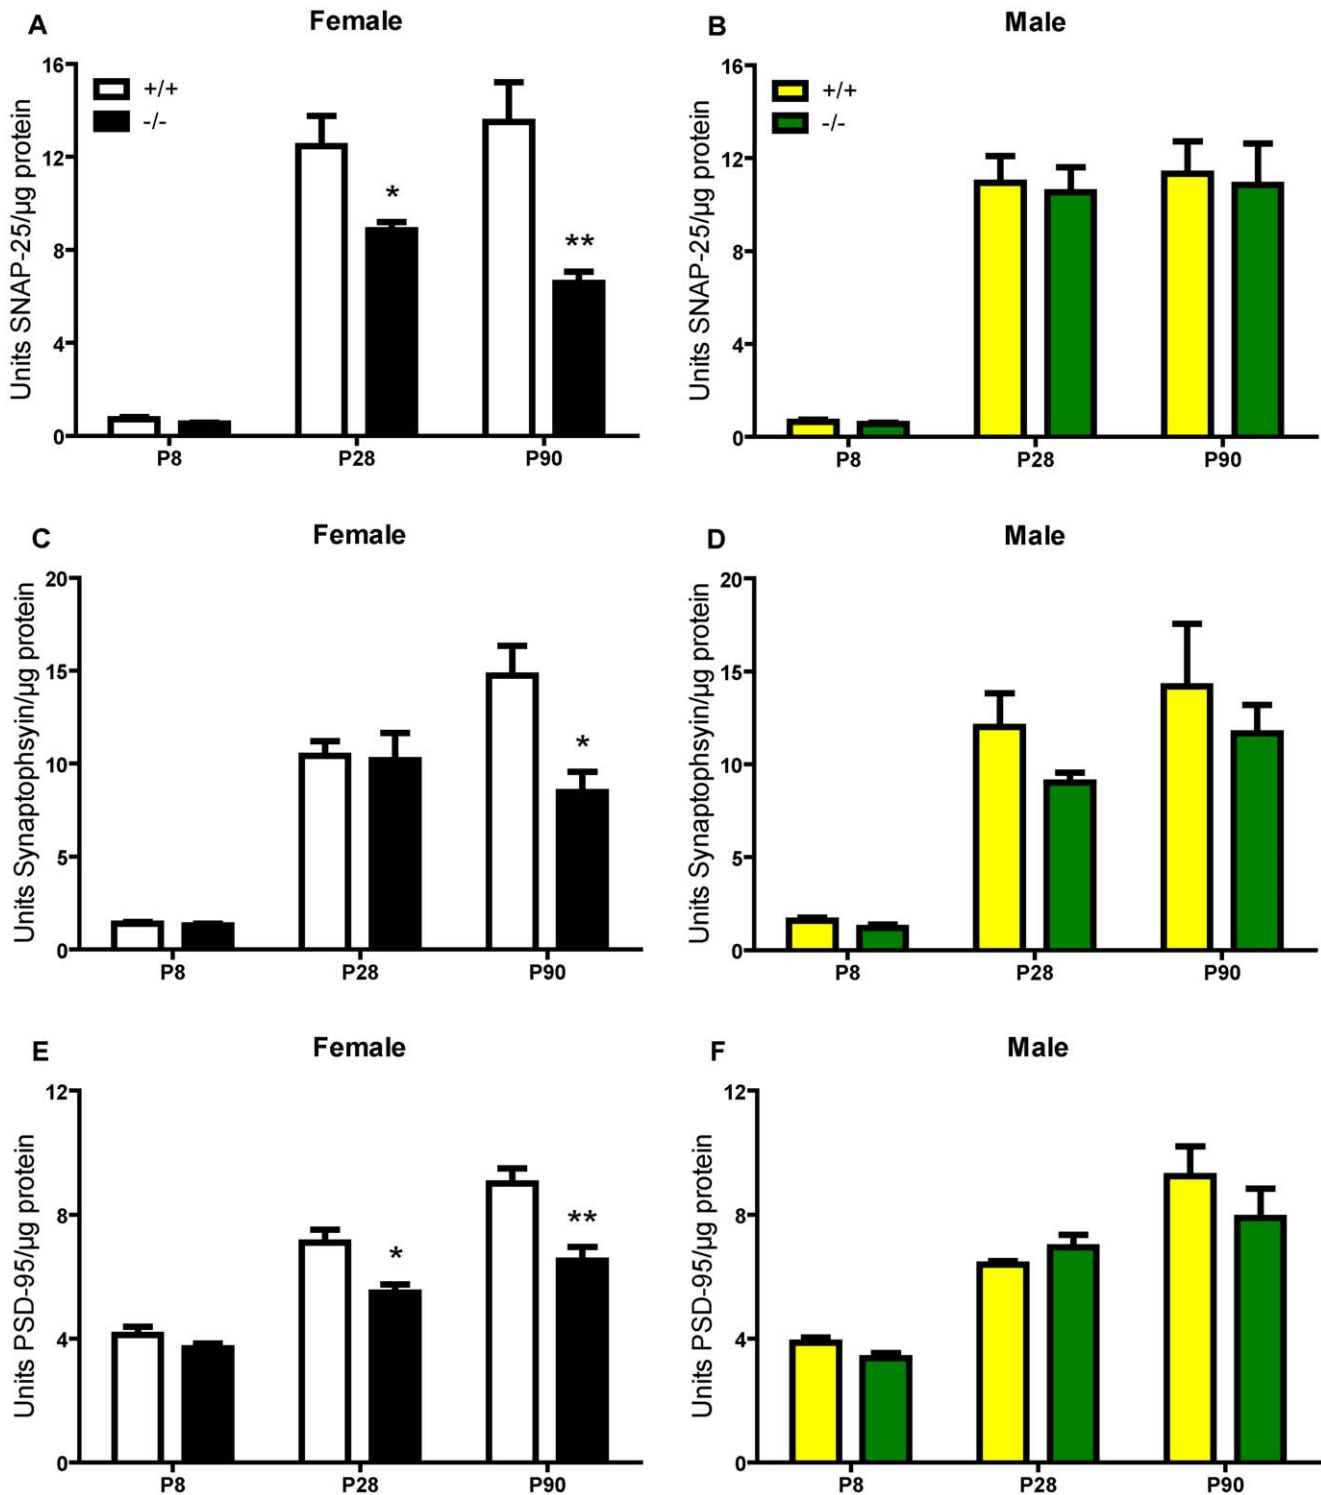 A Female
Units SNAP-25/µg protein
16
12
8
4
0
+/+
-/-
*
**
P8 P28 P90
B Male
Units SNAP-25/µg protein
16
12
8
4
0
+/+
-/-
P8 P28 P90
C Female
Units Synaptophsyin/µg protein
20
15
10
5
0
*
P8 P28 P90
D Male
Units Synaptophsyin/µg protein
20
15
10
5
0
P8 P28 P90
E Female
Units PSD-95/µg protein
12
8
4
0
*
**
P8 P28 P90
F Male
Units PSD-95/µg protein
12
8
4
0
P8 P28 P90